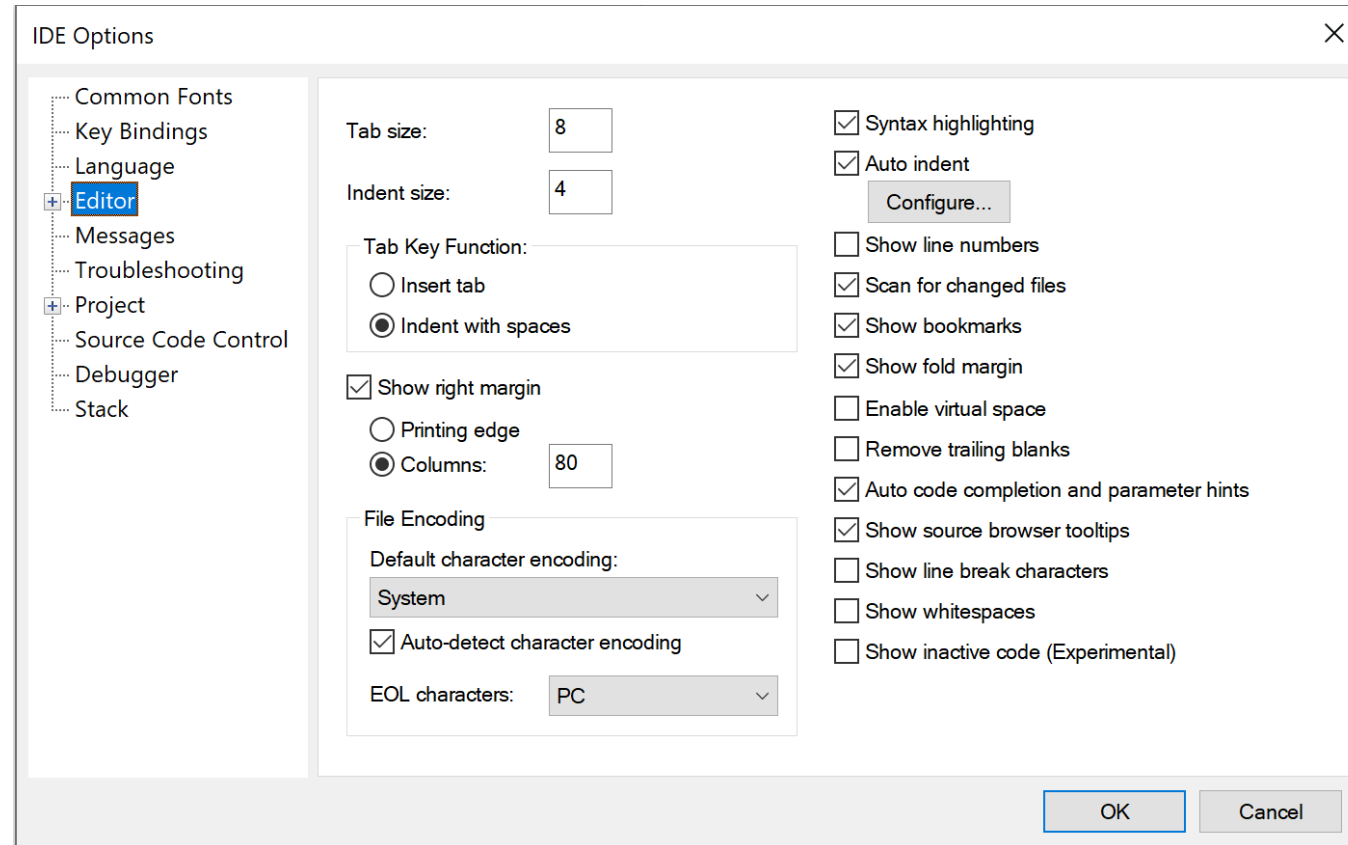 IDE Options
Common Fonts
Key Bindings
Language
Editor
Messages
Troubleshooting
Project
Source Code Control
Debugger
Stack
Tab size: 8
Indent size: 4
Tab Key Function:
Insert tab
Indent with spaces
Show right margin
Printing edge
Columns: 80
File Encoding
Default character encoding:
System
Auto-detect character encoding
EOL characters: PC
Syntax highlighting
Auto indent
Configure...
Show line numbers
Scan for changed files
Show bookmarks
Show fold margin
Enable virtual space
Remove trailing blanks
Auto code completion and parameter hints
Show source browser tooltips
Show line break characters
Show whitespaces
Show inactive code (Experimental)
OK
Cancel